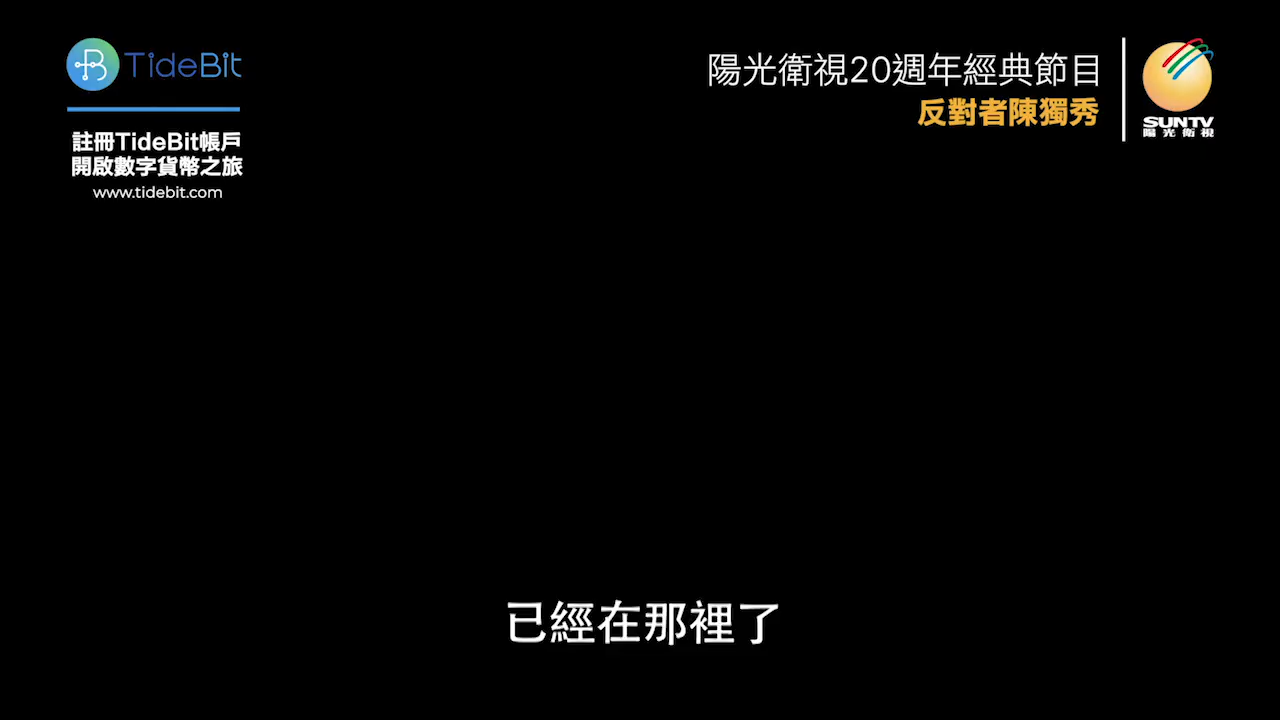 TideBit
註冊TideBit帳戶
開啟數字貨幣之旅
www.tidebit.com
陽光衛視20週年經典節目
反對者陳獨秀
SUNTV
陽光衛視
已經在那裡了